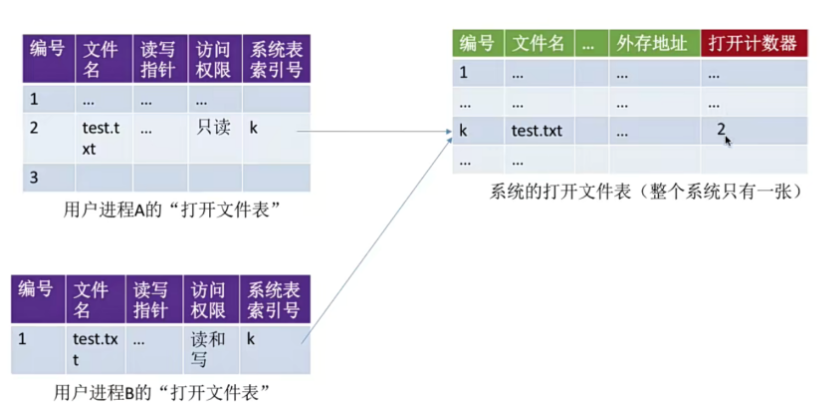 编号 文件名 读写指针 访问权限 系统表索引号
1 ... ... ...
2 test.txt ... 只读 k
3
用户进程A的“打开文件表”
编号 文件名 ... 外存地址 打开计数器
1 ... ... ...
... ... ... ...
k test.txt ... 2
... ...
系统的打开文件表（整个系统只有一张）
编号 文件名 读写指针 访问权限 系统表索引号
1 test.txt ... 读和写 k
用户进程B的“打开文件表”